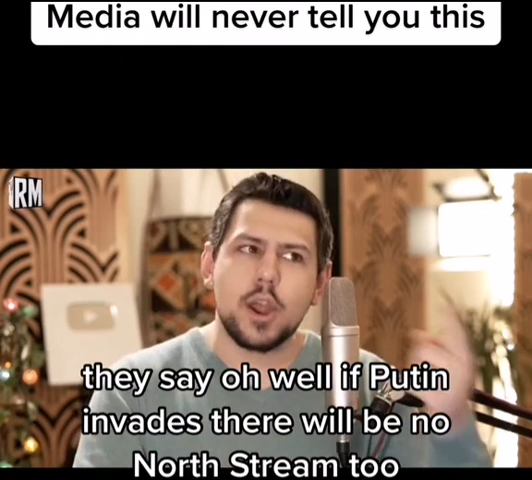 Media will never tell you this
RM
they say oh well if Putin
invades there will be no
North Stream too